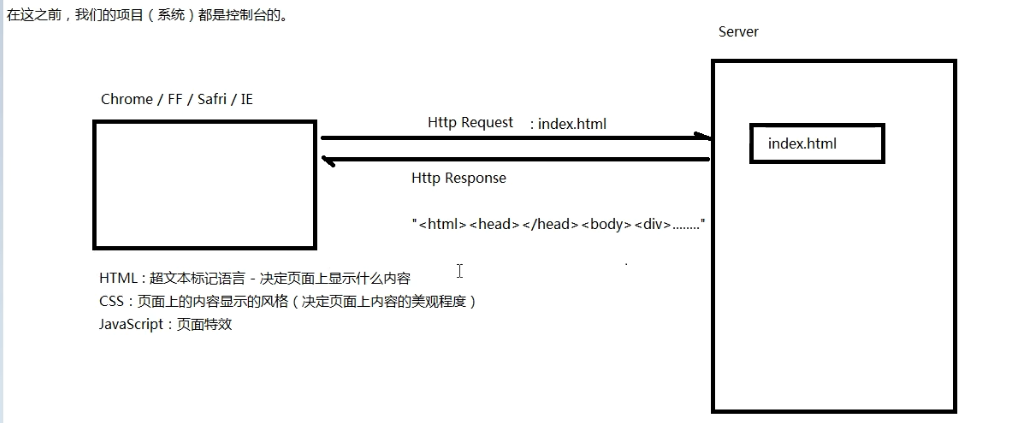 在这之前，我们的项目（系统）都是控制台的。
Server
Chrome / FF / Safri / IE
Http Request : index.html
index.html
Http Response
"<html><head></head><body><div>........"
HTML : 超文本标记语言 - 决定页面上显示什么内容
CSS：页面上的内容显示的风格（决定页面上内容的美观程度）
JavaScript：页面特效